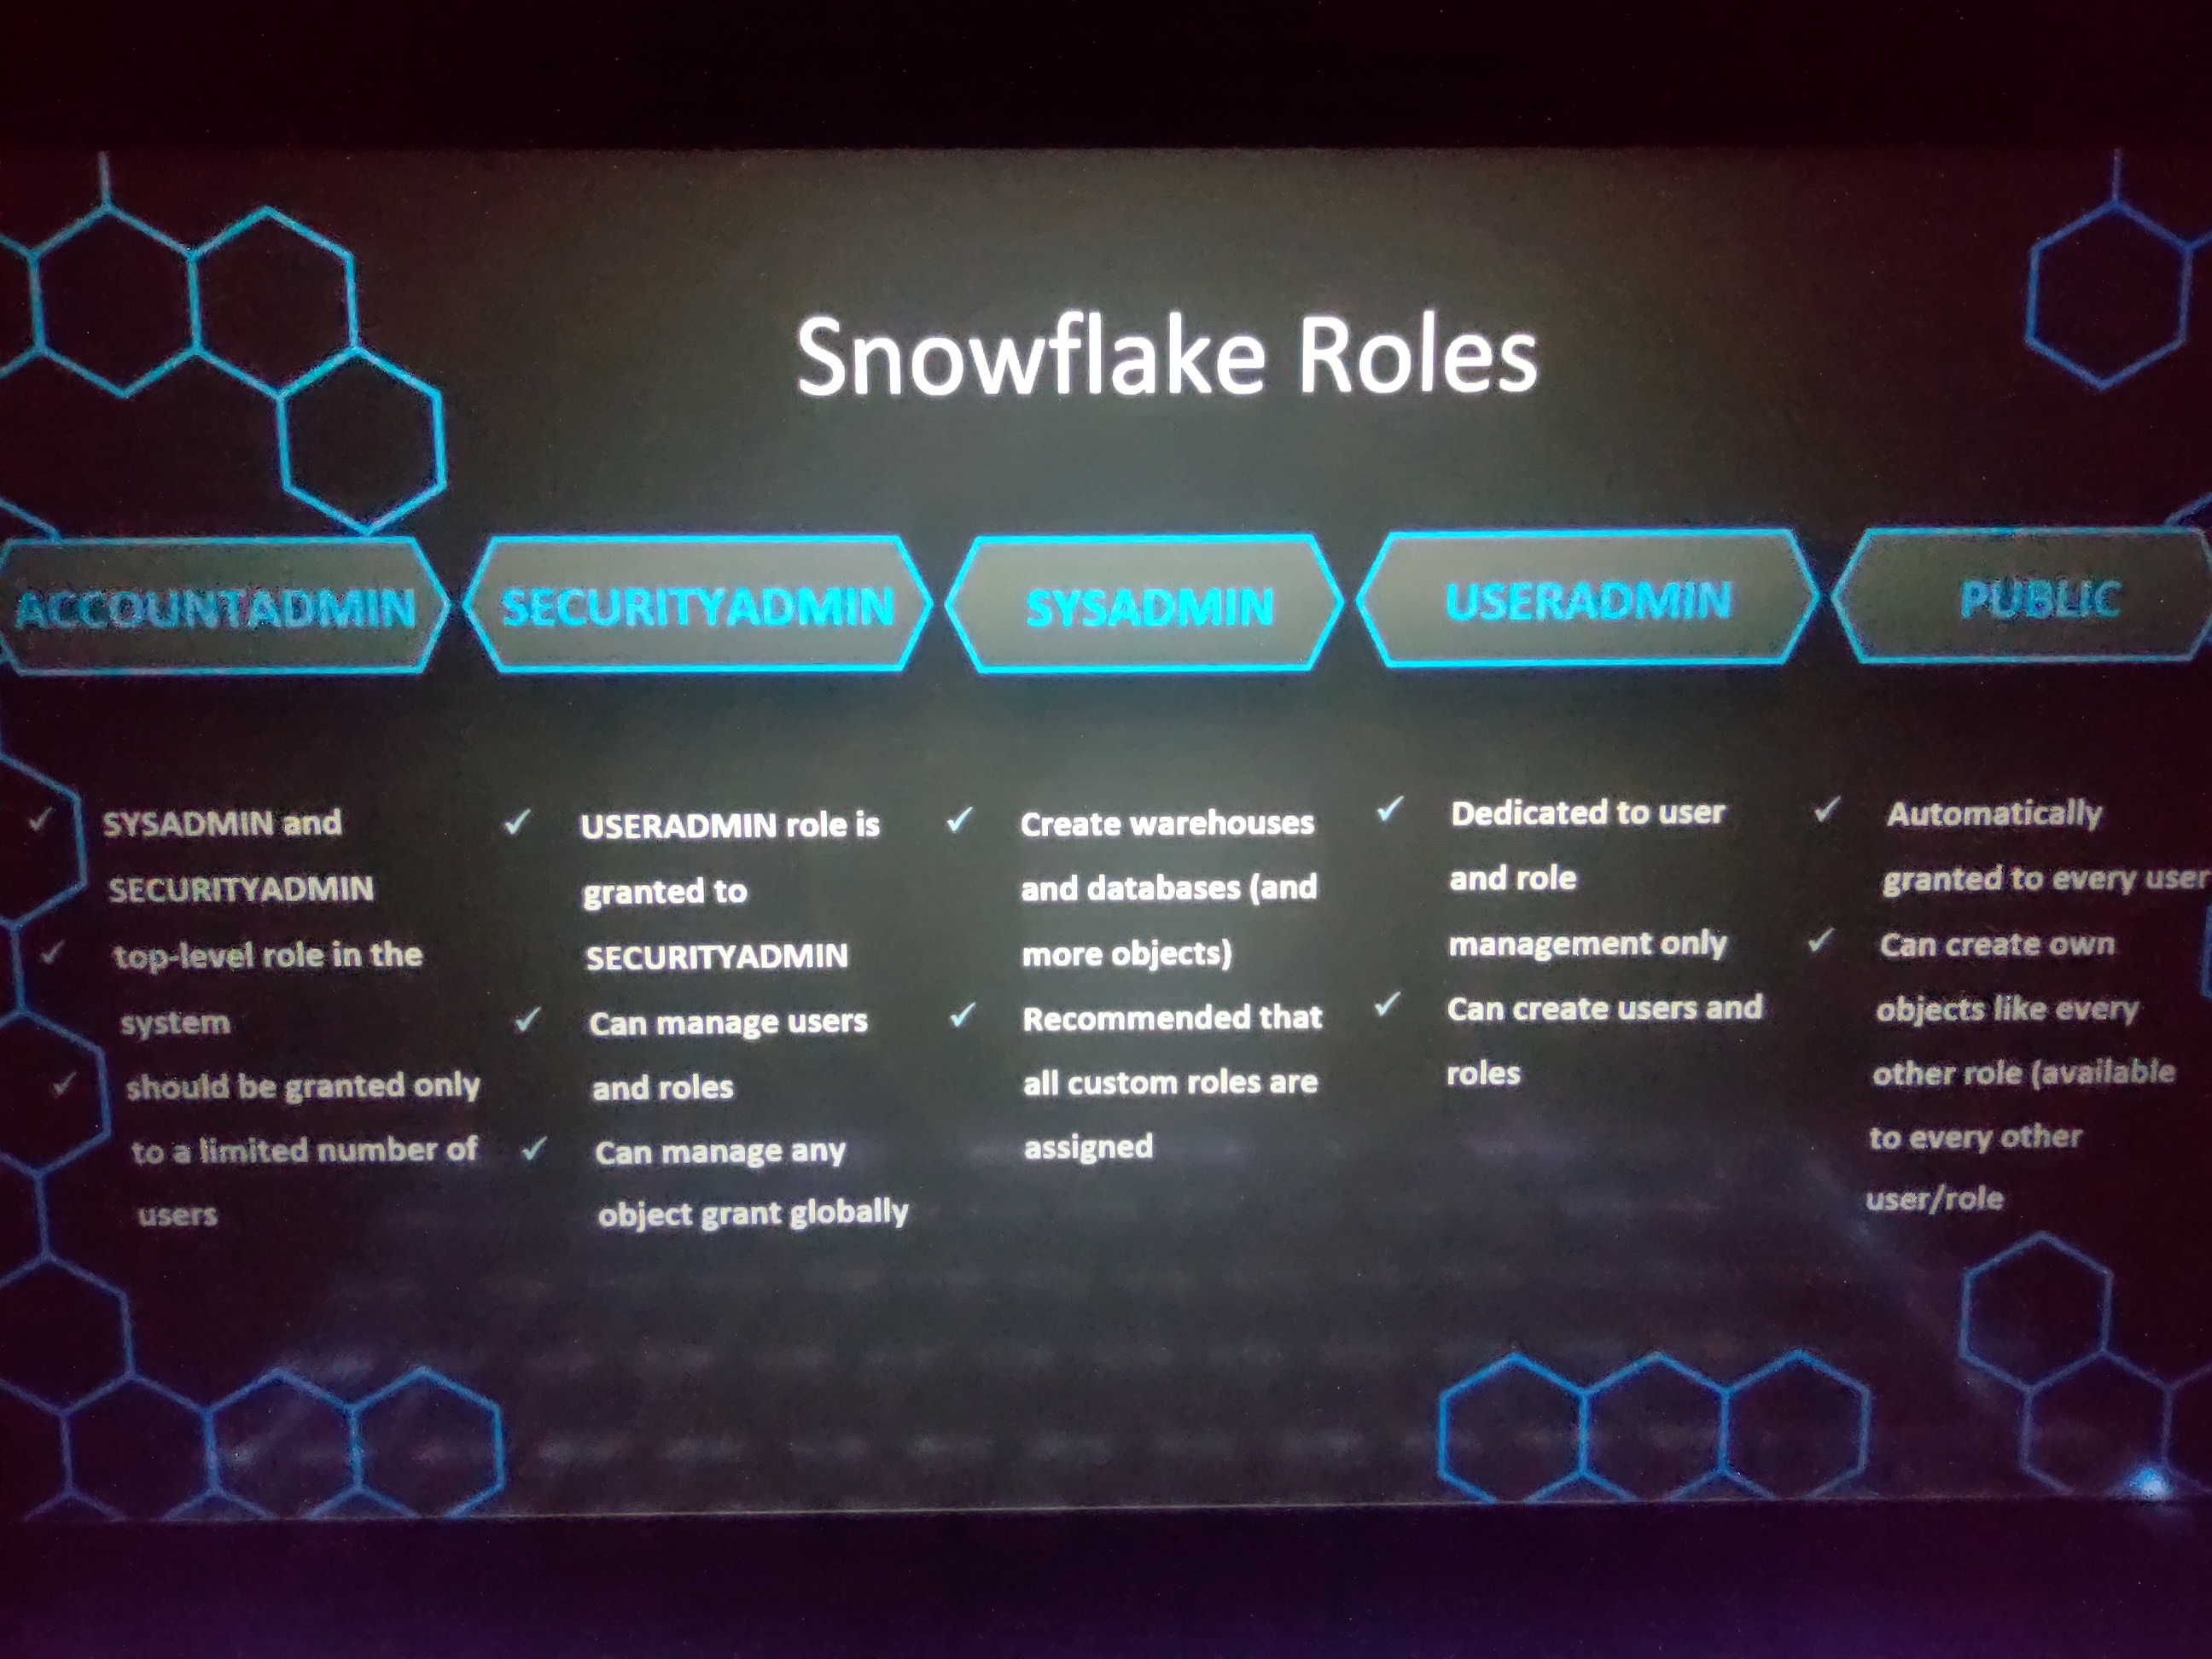 Snowflake Roles
ACCOUNTADMIN
SYSADMIN and
SECURITYADMIN
top-level role in the
system
should be granted only
to a limited number of
users
SECURITYADMIN
USERADMIN role is
granted to
SECURITYADMIN
Can manage users
and roles
Can manage any
object grant globally
SYSADMIN
Create warehouses
and databases (and
more objects)
Recommended that
all custom roles are
assigned
USERADMIN
Dedicated to user
and role
management only
Can create users and
roles
PUBLIC
Automatically
granted to every user
Can create own
objects like every
other role (available
to every other
user/role